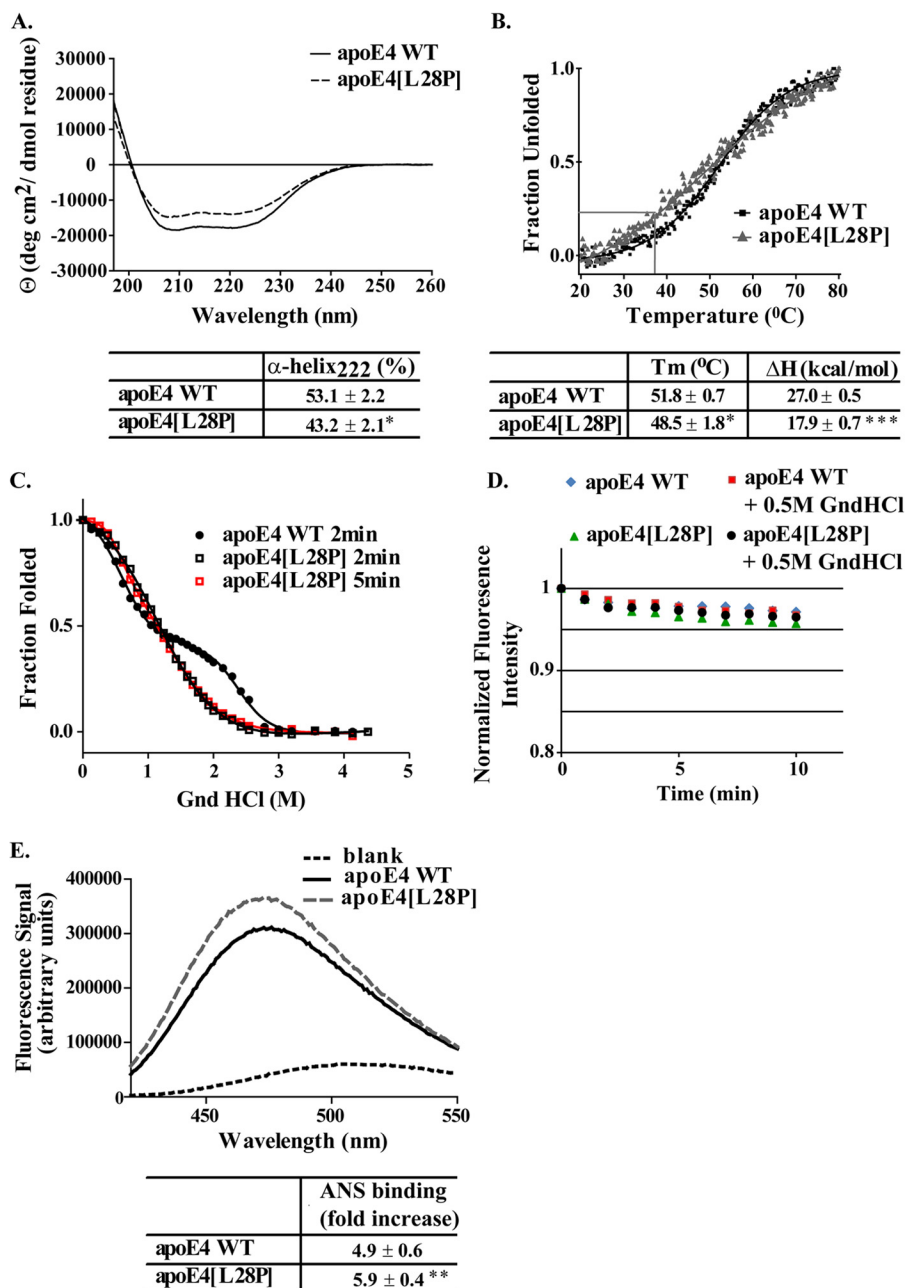 A.
apoE4 WT
apoE4[L28P]
Θ (deg cm2/ dmol residue)
30000
20000
10000
0
-10000
-20000
-30000
200 210 220 230 240 250 260
Wavelength (nm)
α-helix222 (%)
apoE4 WT 53.1 ± 2.2
apoE4[L28P] 43.2 ± 2.1*
B.
Fraction Unfolded
1.0
0.5
0.0
apoE4 WT
apoE4[L28P]
20 30 40 50 60 70 80
Temperature (⁰C)
Tm (⁰C) ΔH (kcal/mol)
apoE4 WT 51.8 ± 0.7 27.0 ± 0.5
apoE4[L28P] 48.5 ± 1.8* 17.9 ± 0.7 ***
C.
Fraction Folded
1.0
0.5
0.0
apoE4 WT 2min
apoE4[L28P] 2min
apoE4[L28P] 5min
0 1 2 3 4 5
Gnd HCl (M)
D.
apoE4 WT
apoE4 WT
+ 0.5M GndHCl
apoE4[L28P]
apoE4[L28P]
+ 0.5M GndHCl
Normalized Fluorescence
Intensity
1
0.9
0.8
0 5 10
Time (min)
E.
blank
apoE4 WT
apoE4[L28P]
Fluorescence Signal
(arbitrary units)
400000
300000
200000
100000
0
450 500 550
Wavelength (nm)
ANS binding
(fold increase)
apoE4 WT 4.9 ± 0.6
apoE4[L28P] 5.9 ± 0.4 **